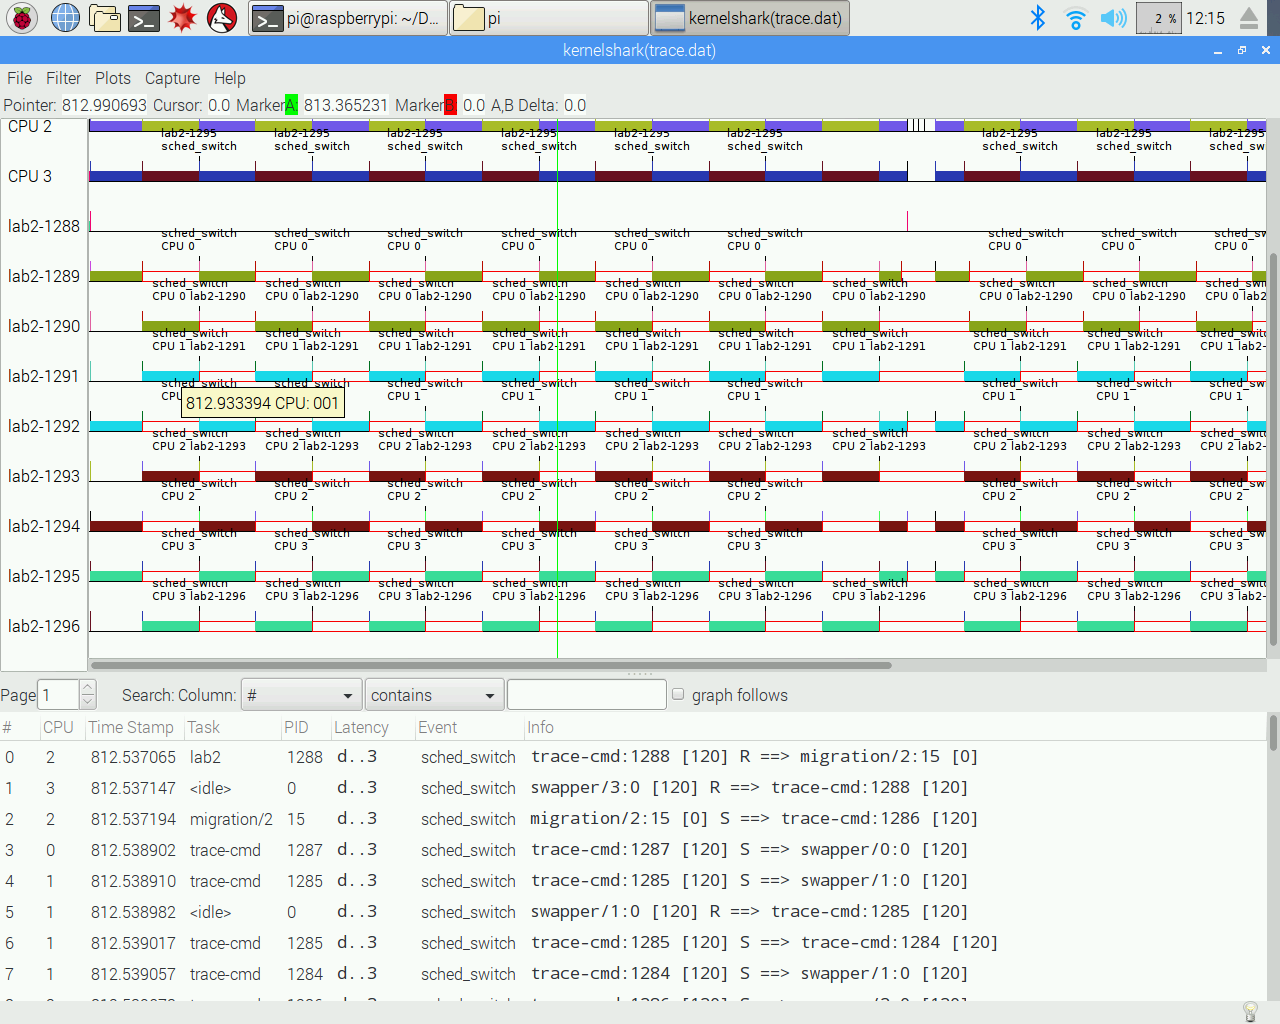 pi@raspberrypi: ~/D... pi kernelshark(trace.dat) 2 % 12:15
kernelshark(trace.dat)
File Filter Plots Capture Help
Pointer: 812.990693 Cursor: 0.0 MarkerA: 813.365231 MarkerB: 0.0 A,B Delta: 0.0
CPU 2
lab2-1295 lab2-1295 lab2-1295 lab2-1295 lab2-1295 lab2-1295 lab2-1295 lab2-1295 lab2-1295
sched_switch sched_switch sched_switch sched_switch sched_switch sched_switch sched_switch sched_switch sched_sw
CPU 3
lab2-1288
sched_switch sched_switch sched_switch sched_switch sched_switch sched_switch sched_switch sched_switch sched_s
CPU 0 CPU 0 CPU 0 CPU 0 CPU 0 CPU 0 CPU 0 CPU 0 CPU 0
lab2-1289
sched_switch sched_switch sched_switch sched_switch sched_switch sched_switch sched_switch sched_switch sched_switch sched_s
CPU 0 lab2-1290 CPU 0 lab2-1290 CPU 0 lab2-1290 CPU 0 lab2-1290 CPU 0 lab2-1290 CPU 0 lab2-1290 CPU 0 lab2-1290 CPU 0 lab2-1290 CPU 0 lab2-1290 CPU 0 lab2
lab2-1290
sched_switch sched_switch sched_switch sched_switch sched_switch sched_switch sched_switch sched_switch sched_switch sched_swit
CPU 1 lab2-1291 CPU 1 lab2-1291 CPU 1 lab2-1291 CPU 1 lab2-1291 CPU 1 lab2-1291 CPU 1 lab2-1291 CPU 1 lab2-1291 CPU 1 lab2-1291 CPU 1 lab2-1291 CPU 1 lab2-
lab2-1291
sched_switch sched_switch sched_switch sched_switch sched_switch sched_switch sched_switch sched_switch sched_sw
CPU 1 CPU 1 CPU 1 CPU 1 CPU 1 CPU 1 CPU 1
812.933394 CPU: 001
lab2-1292
sched_switch sched_switch sched_switch sched_switch sched_switch sched_switch sched_switch sched_switch sched_switch sched_swit
CPU 2 lab2-1293 CPU 2 lab2-1293 CPU 2 lab2-1293 CPU 2 lab2-1293 CPU 2 lab2-1293 CPU 2 lab2-1293 CPU 2 lab2-1293 CPU 2 lab2-1293 CPU 2 lab2-1293 CPU 2 lab2-
lab2-1293
sched_switch sched_switch sched_switch sched_switch sched_switch sched_switch sched_switch sched_switch sched_sw
CPU 2 CPU 2 CPU 2 CPU 2 CPU 2 CPU 2 CPU 2 CPU 2 CPU 2
lab2-1294
sched_switch sched_switch sched_switch sched_switch sched_switch sched_switch sched_switch sched_switch sched_sw
CPU 3 CPU 3 CPU 3 CPU 3 CPU 3 CPU 3 CPU 3 CPU 3 CPU 3
lab2-1295
sched_switch sched_switch sched_switch sched_switch sched_switch sched_switch sched_switch sched_switch sched_switch sched_swit
CPU 3 lab2-1296 CPU 3 lab2-1296 CPU 3 lab2-1296 CPU 3 lab2-1296 CPU 3 lab2-1296 CPU 3 lab2-1296 CPU 3 lab2-1296 CPU 3 lab2-1296 CPU 3 lab2-1296 CPU 3 lab2-
lab2-1296
Page 1 Search: Column: # contains graph follows
# CPU Time Stamp Task PID Latency Event Info
0 2 812.537065 lab2 1288 d..3 sched_switch trace-cmd:1288 [120] R ==> migration/2:15 [0]
1 3 812.537147 <idle> 0 d..3 sched_switch swapper/3:0 [120] R ==> trace-cmd:1288 [120]
2 2 812.537194 migration/2 15 d..3 sched_switch migration/2:15 [0] S ==> trace-cmd:1286 [120]
3 0 812.538902 trace-cmd 1287 d..3 sched_switch trace-cmd:1287 [120] S ==> swapper/0:0 [120]
4 1 812.538910 trace-cmd 1285 d..3 sched_switch trace-cmd:1285 [120] S ==> swapper/1:0 [120]
5 1 812.538982 <idle> 0 d..3 sched_switch swapper/1:0 [120] R ==> trace-cmd:1285 [120]
6 1 812.539017 trace-cmd 1285 d..3 sched_switch trace-cmd:1285 [120] S ==> trace-cmd:1284 [120]
7 1 812.539057 trace-cmd 1284 d..3 sched_switch trace-cmd:1284 [120] S ==> swapper/1:0 [120]